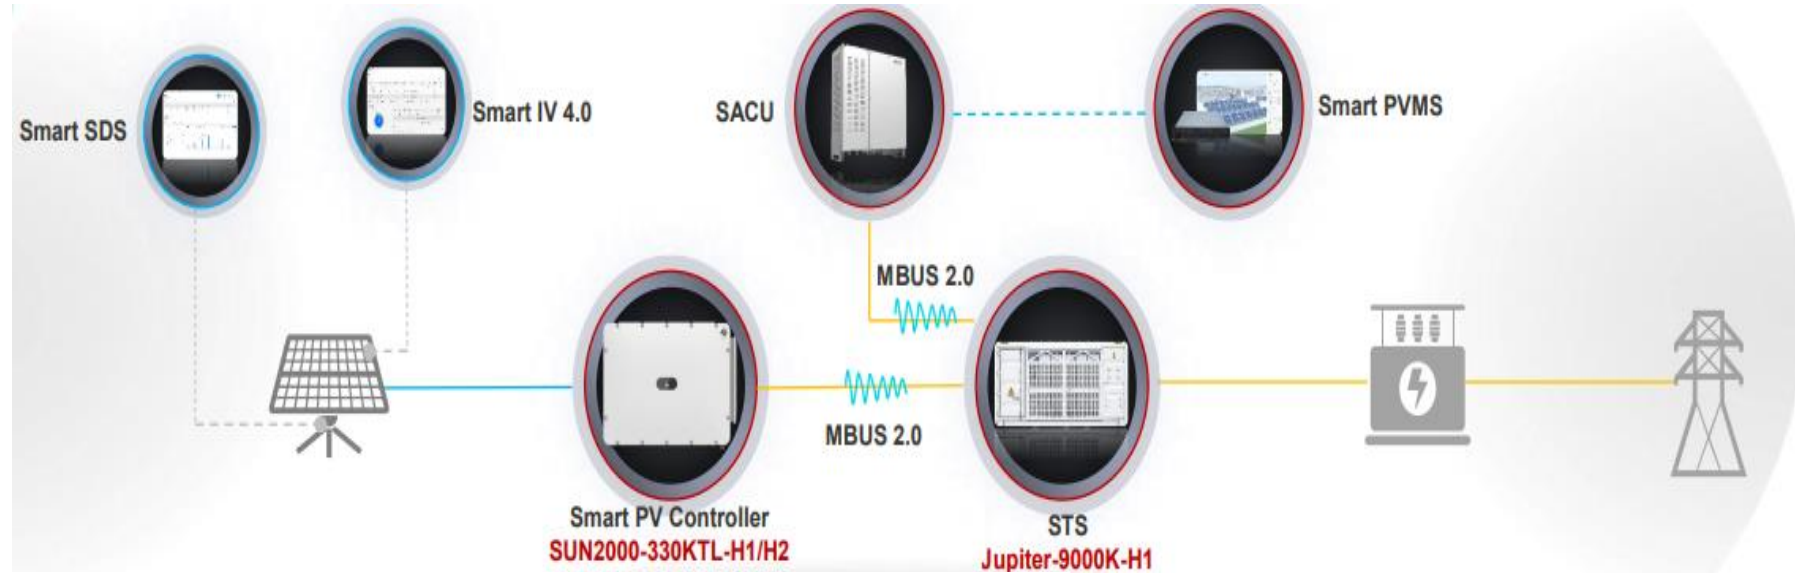 Smart SDS
Smart IV 4.0
SACU
Smart PVMS
MBUS 2.0
MBUS 2.0
Smart PV Controller
SUN2000-330KTL-H1/H2
STS
Jupiter-9000K-H1